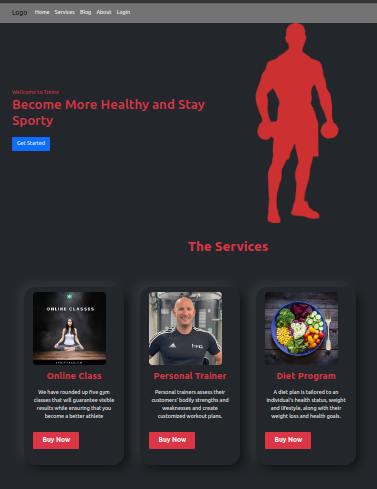 Logo Home Services Blog About Login
Wellcome to Treino
Become More Healthy and Stay
Sporty
Get Started
The Services
ONLINE CLASSES
Online Class
We have rounded up five gym
classes that will guarantee visible
results while ensuring that you
become a better athlete
Buy Now
Personal Trainer
Personal trainers assess their
customers' bodily strengths and
weaknesses and create
customized workout plans.
Buy Now
Diet Program
A diet plan is tailored to an
individual's health status, weight
and lifestyle, along with their
weight loss and health goals.
Buy Now